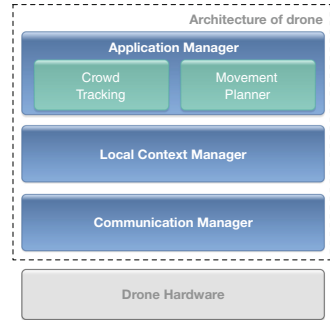 Architecture of drone
Application Manager
Crowd
Tracking
Movement
Planner
Local Context Manager
Communication Manager
Drone Hardware